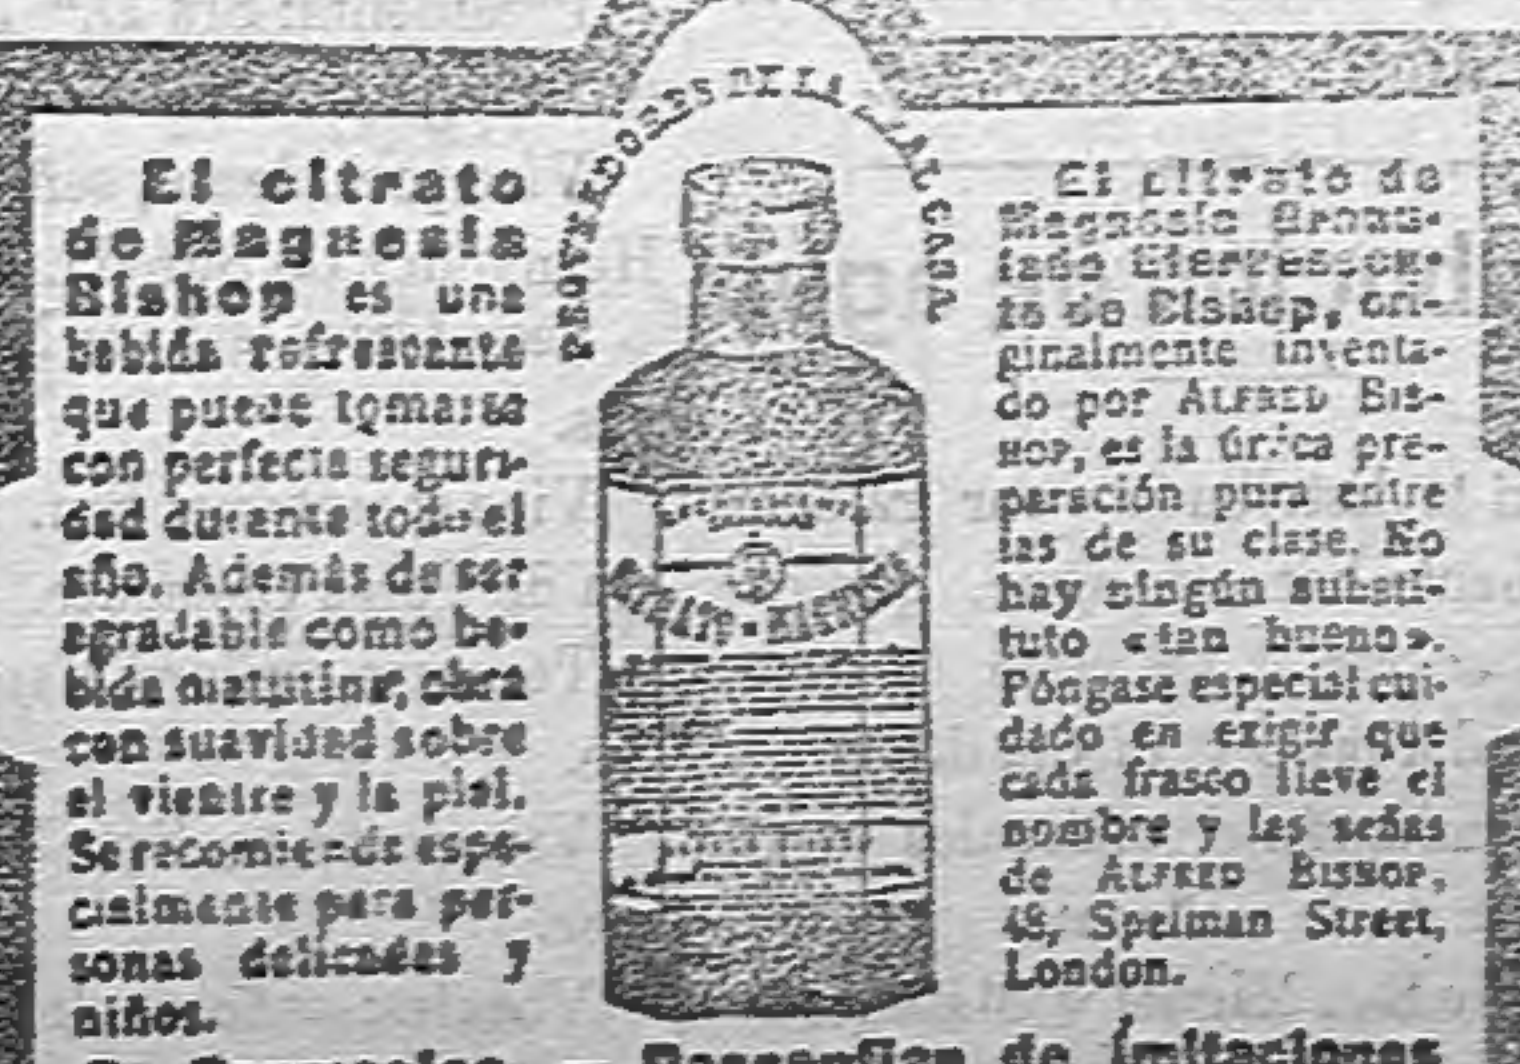 PROVEEDORES DE LA REAL CASA
El citrato
de Magnesia
Bishop es una
bebida refrescante
que puede tomarse
con perfecta seguri-
dad durante todo el
año. Además de ser
agradable como be-
bida matutina, obra
con suavidad sobre
el vientre y la piel.
Se recomienda espe-
cialmente para per-
sonas delicadas y
niños.
CITRATO - MAGNESIA
El citrato de
Magnesia Granu-
lado Efervescen-
te de Bishop, ori-
ginalmente inventa-
do por ALFRED BIS-
HOP, es la única pre-
paración pura entre
las de su clase. No
hay ningún substi-
tuto «tan bueno».
Póngase especial cui-
dado en exigir que
cada frasco lleve el
nombre y las señas
de ALFRED BISHOP,
48, Spelman Street,
London.
de imitaciones